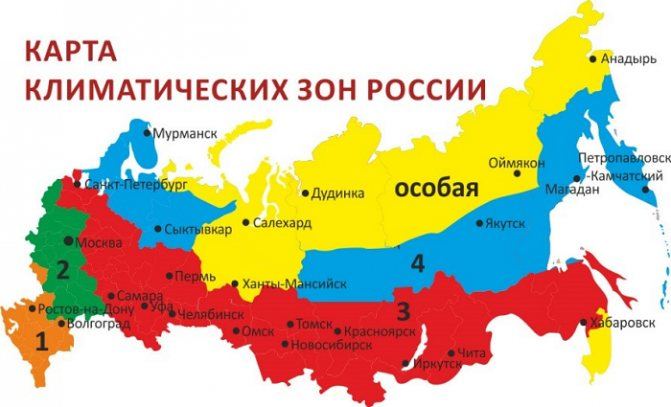 КАРТА
КЛИМАТИЧЕСКИХ ЗОН РОССИИ
Анадырь
Мурманск
Петропавловск
-Камчатский
Оймякон
Санкт-Петербург
Дудинка
особая
Магадан
Салехард
Якутск
Сыктывкар
Москва
4
2
Пермь
Ханты-Мансийск
Самара
3
Ростов-на-Дону
Уфа
Челябинск
Волгоград
Томск
Хабаровск
Омск
Красноярск
1
Новосибирск
Чита
Иркутск